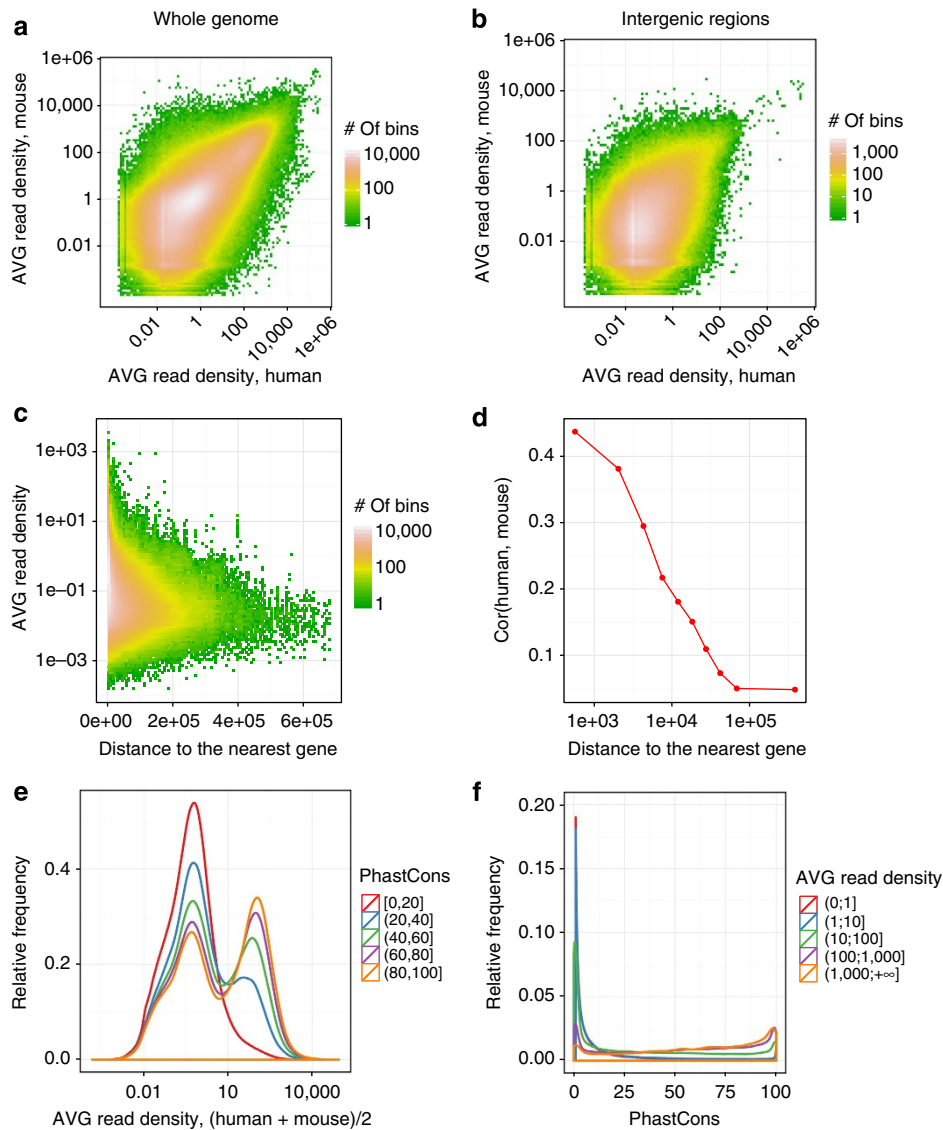 a
Whole genome
1e+06
10,000
100
1
0.01
AVG read density, mouse
0.01
1
100
10,000
1e+06
AVG read density, human
# Of bins
10,000
100
1
b
Intergenic regions
1e+06
10,000
100
1
0.01
AVG read density, mouse
0.01
1
100
10,000
1e+06
AVG read density, human
# Of bins
1,000
100
10
1
c
1e+03
1e+01
1e−01
1e−03
AVG read density
0e+00
2e+05
4e+05
6e+05
Distance to the nearest gene
# Of bins
10,000
100
1
d
0.4
0.3
0.2
0.1
Cor(human, mouse)
1e+03
1e+04
1e+05
Distance to the nearest gene
e
0.4
0.2
0.0
Relative frequency
0.01
10
10,000
AVG read density, (human + mouse)/2
PhastCons
[0,20]
(20,40]
(40,60]
(60,80]
(80,100]
f
0.20
0.15
0.10
0.05
0.00
Relative frequency
0
25
50
75
100
PhastCons
AVG read density
(0;1]
(1;10]
(10;100]
(100;1,000]
(1,000;+∞]